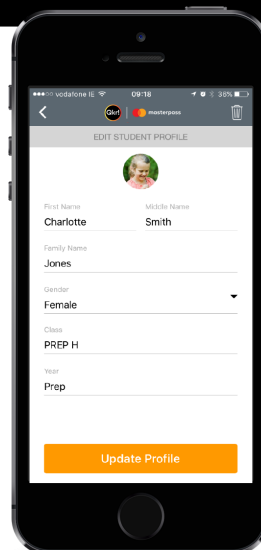 vodafone IE 09:18 36%
Qkr! masterpass
EDIT STUDENT PROFILE
First Name Middle Name
Charlotte Smith
Family Name
Jones
Gender
Female
Class
PREP H
Year
Prep
Update Profile